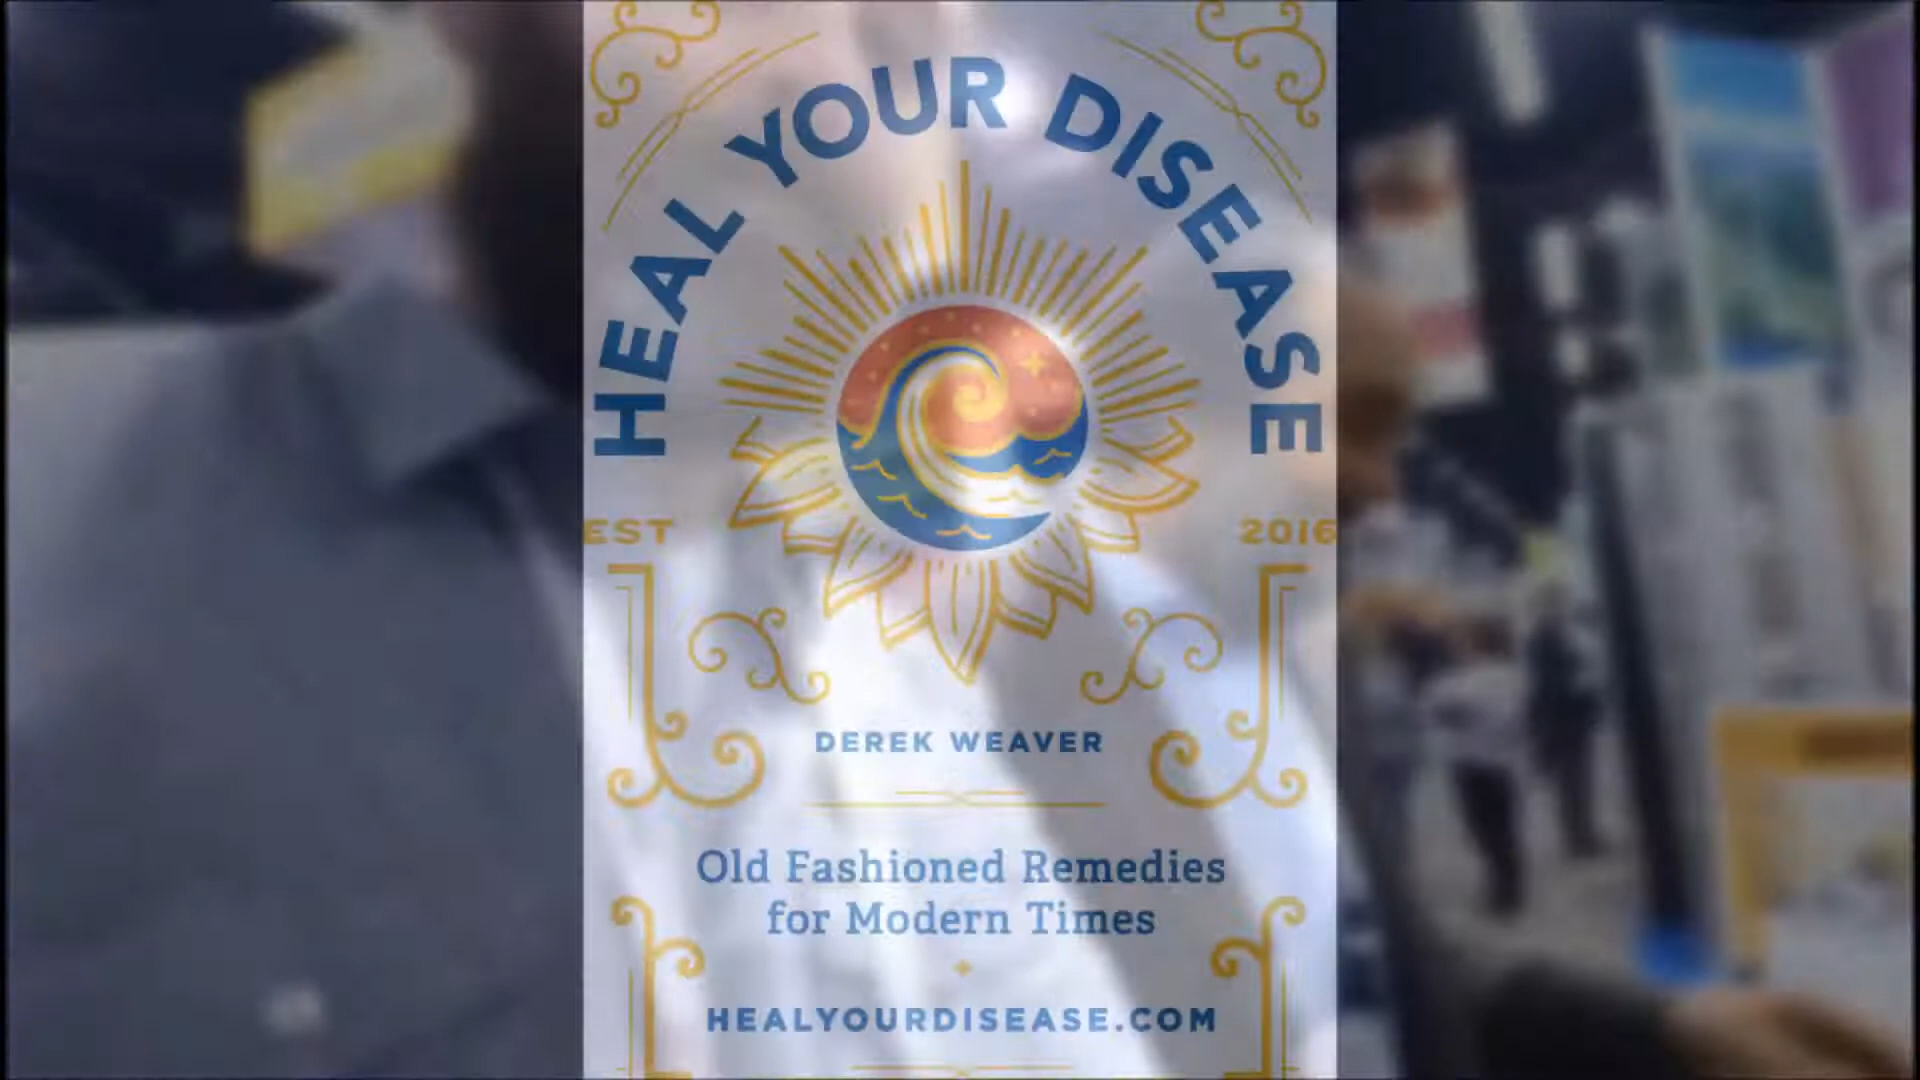 HEAL YOUR DISEASE
EST 2016
DEREK WEAVER
Old Fashioned Remedies
for Modern Times
HEALYOURDISEASE.COM